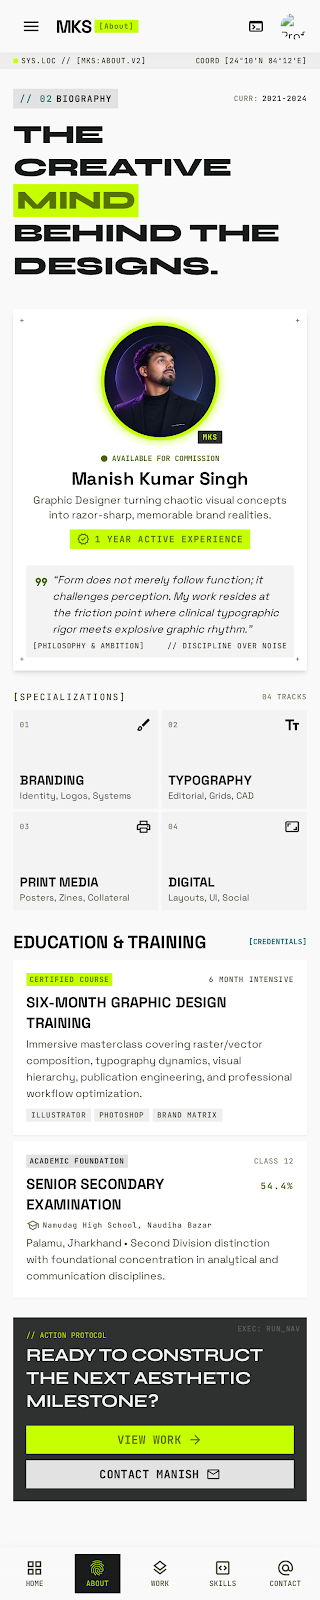 MKS [About]
SYS.LOC // [MKS:ABOUT.V2] COORD [24°10'N 84°12'E]
// 02 BIOGRAPHY CURR: 2021-2024
THE
CREATIVE
MIND
BEHIND THE
DESIGNS.
MKS
AVAILABLE FOR COMMISSION
Manish Kumar Singh
Graphic Designer turning chaotic visual concepts
into razor-sharp, memorable brand realities.
1 YEAR ACTIVE EXPERIENCE
"Form does not merely follow function; it
challenges perception. My work resides at
the friction point where clinical typographic
rigor meets explosive graphic rhythm."
[PHILOSOPHY & AMBITION] // DISCIPLINE OVER NOISE
[SPECIALIZATIONS] 04 TRACKS
01
BRANDING
Identity, Logos, Systems
02
TYPOGRAPHY
Editorial, Grids, CAD
03
PRINT MEDIA
Posters, Zines, Collateral
04
DIGITAL
Layouts, UI, Social
EDUCATION & TRAINING [CREDENTIALS]
CERTIFIED COURSE 6 MONTH INTENSIVE
SIX-MONTH GRAPHIC DESIGN
TRAINING
Immersive masterclass covering raster/vector
composition, typography dynamics, visual
hierarchy, publication engineering, and professional
workflow optimization.
ILLUSTRATOR PHOTOSHOP BRAND MATRIX
ACADEMIC FOUNDATION CLASS 12
SENIOR SECONDARY 54.4%
EXAMINATION
Namudag High School, Naudiha Bazar
Palamu, Jharkhand • Second Division distinction
with foundational concentration in analytical and
communication disciplines.
EXEC: RUN_NAV
// ACTION PROTOCOL
READY TO CONSTRUCT
THE NEXT AESTHETIC
MILESTONE?
VIEW WORK →
CONTACT MANISH
HOME ABOUT WORK SKILLS CONTACT